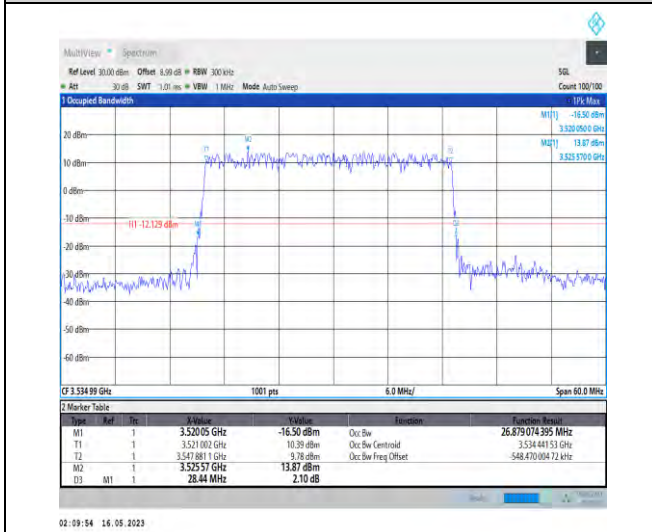 MultiView Spectrum
Ref Level 30.00 dBm Offset 8.99 dB RBW 300 kHz SGL
Att 30 dB SWT 1.01 ms VBW 1 MHz Mode Auto Sweep Count 100/100
1 Occupied Bandwidth 1Pk Max
M1[1] -16.50 dBm
3.520 0500 GHz
20 dBm
M2
M2[1] 13.87 dBm
3.525 5700 GHz
T1 T2
10 dBm
0 dBm
-10 dBm
H1 -12.129 dBm
-20 dBm
-30 dBm
-40 dBm
-50 dBm
-60 dBm
CF 3.534 99 GHz 1001 pts 6.0 MHz/ Span 60.0 MHz
2 Marker Table
Type Ref Trc X-Value Y-Value Function Function Result
M1 1 3.520 05 GHz -16.50 dBm Occ Bw 26.879 074 395 MHz
T1 1 3.521 002 GHz 10.39 dBm Occ Bw Centroid 3.534 441 53 GHz
T2 1 3.547 881 1 GHz 9.78 dBm Occ Bw Freq Offset -548.470 004 72 kHz
M2 1 3.525 57 GHz 13.87 dBm
D3 M1 1 28.44 MHz 2.10 dB
02:09:54 16.05.2023